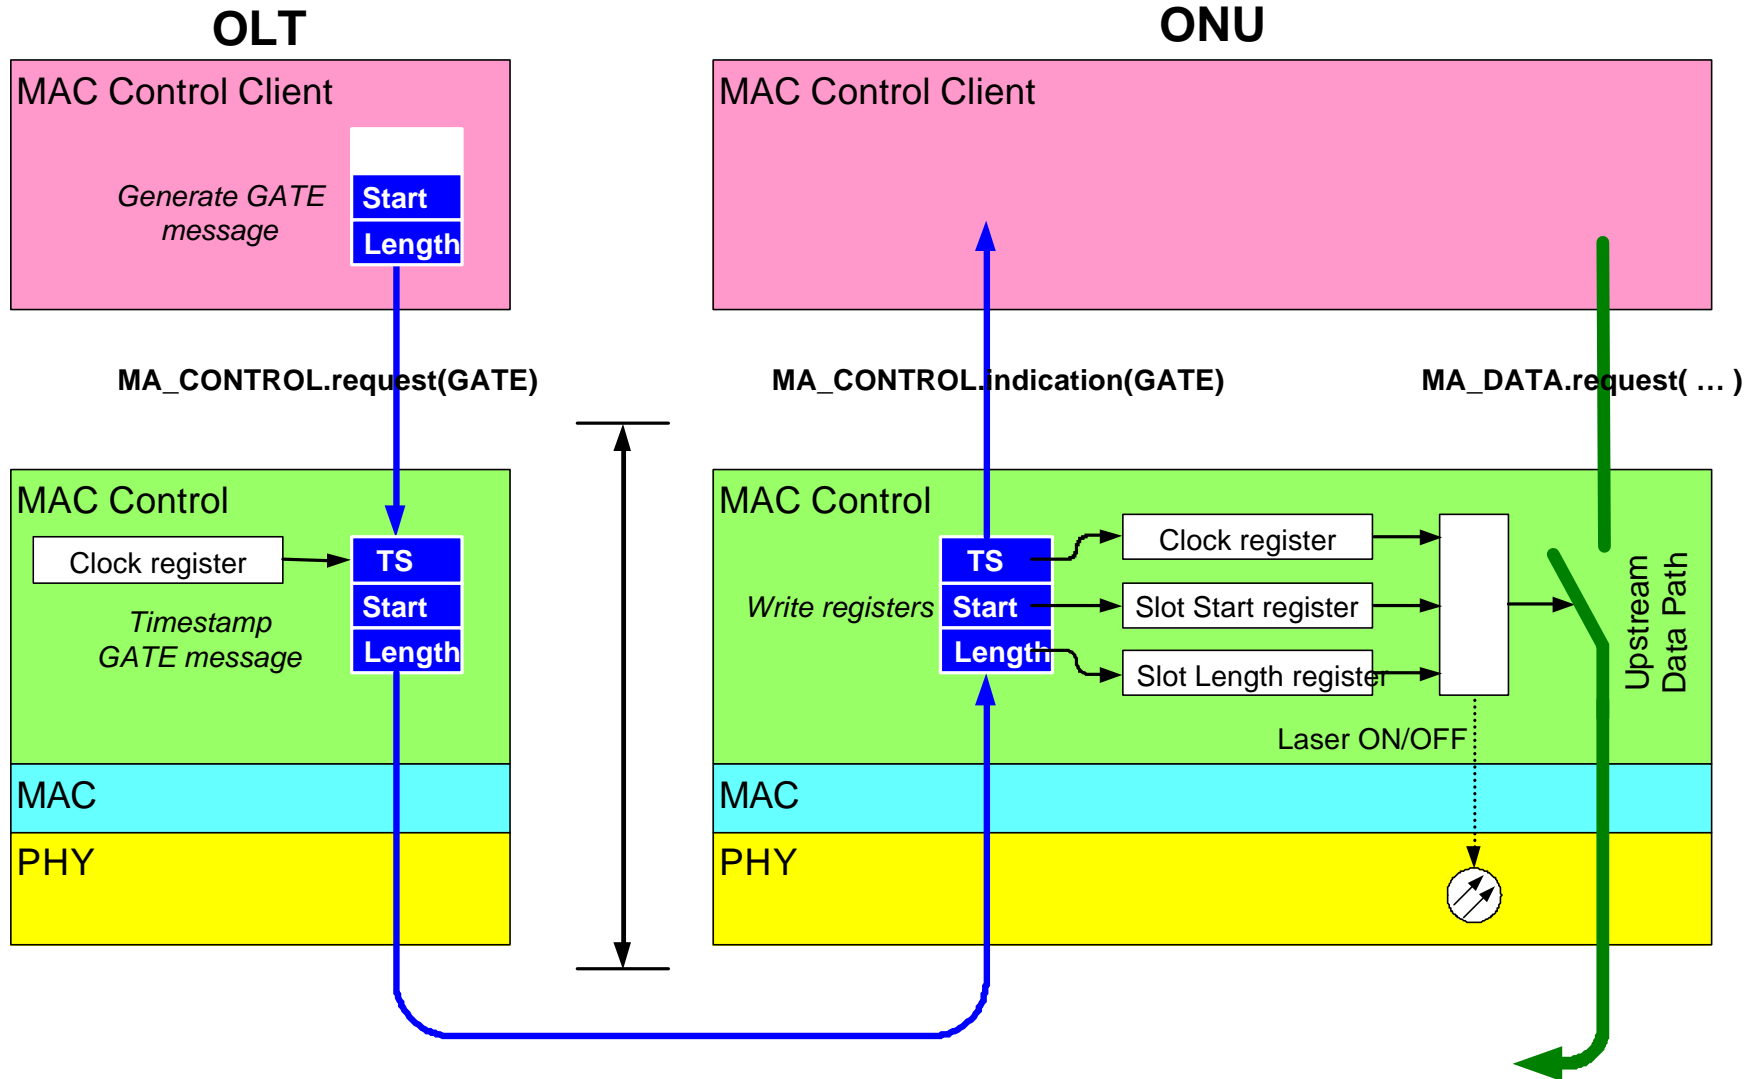 OLT
ONU
MAC Control Client
Generate GATE
message
Start
Length
MAC Control Client
MA_CONTROL.request(GATE)
MA_CONTROL.indication(GATE)
MA_DATA.request( … )
MAC Control
Clock register
TS
Start
Length
Timestamp
GATE message
MAC Control
Write registers
TS
Start
Length
Clock register
Slot Start register
Slot Length register
Upstream
Data Path
Laser ON/OFF
MAC
MAC
PHY
PHY